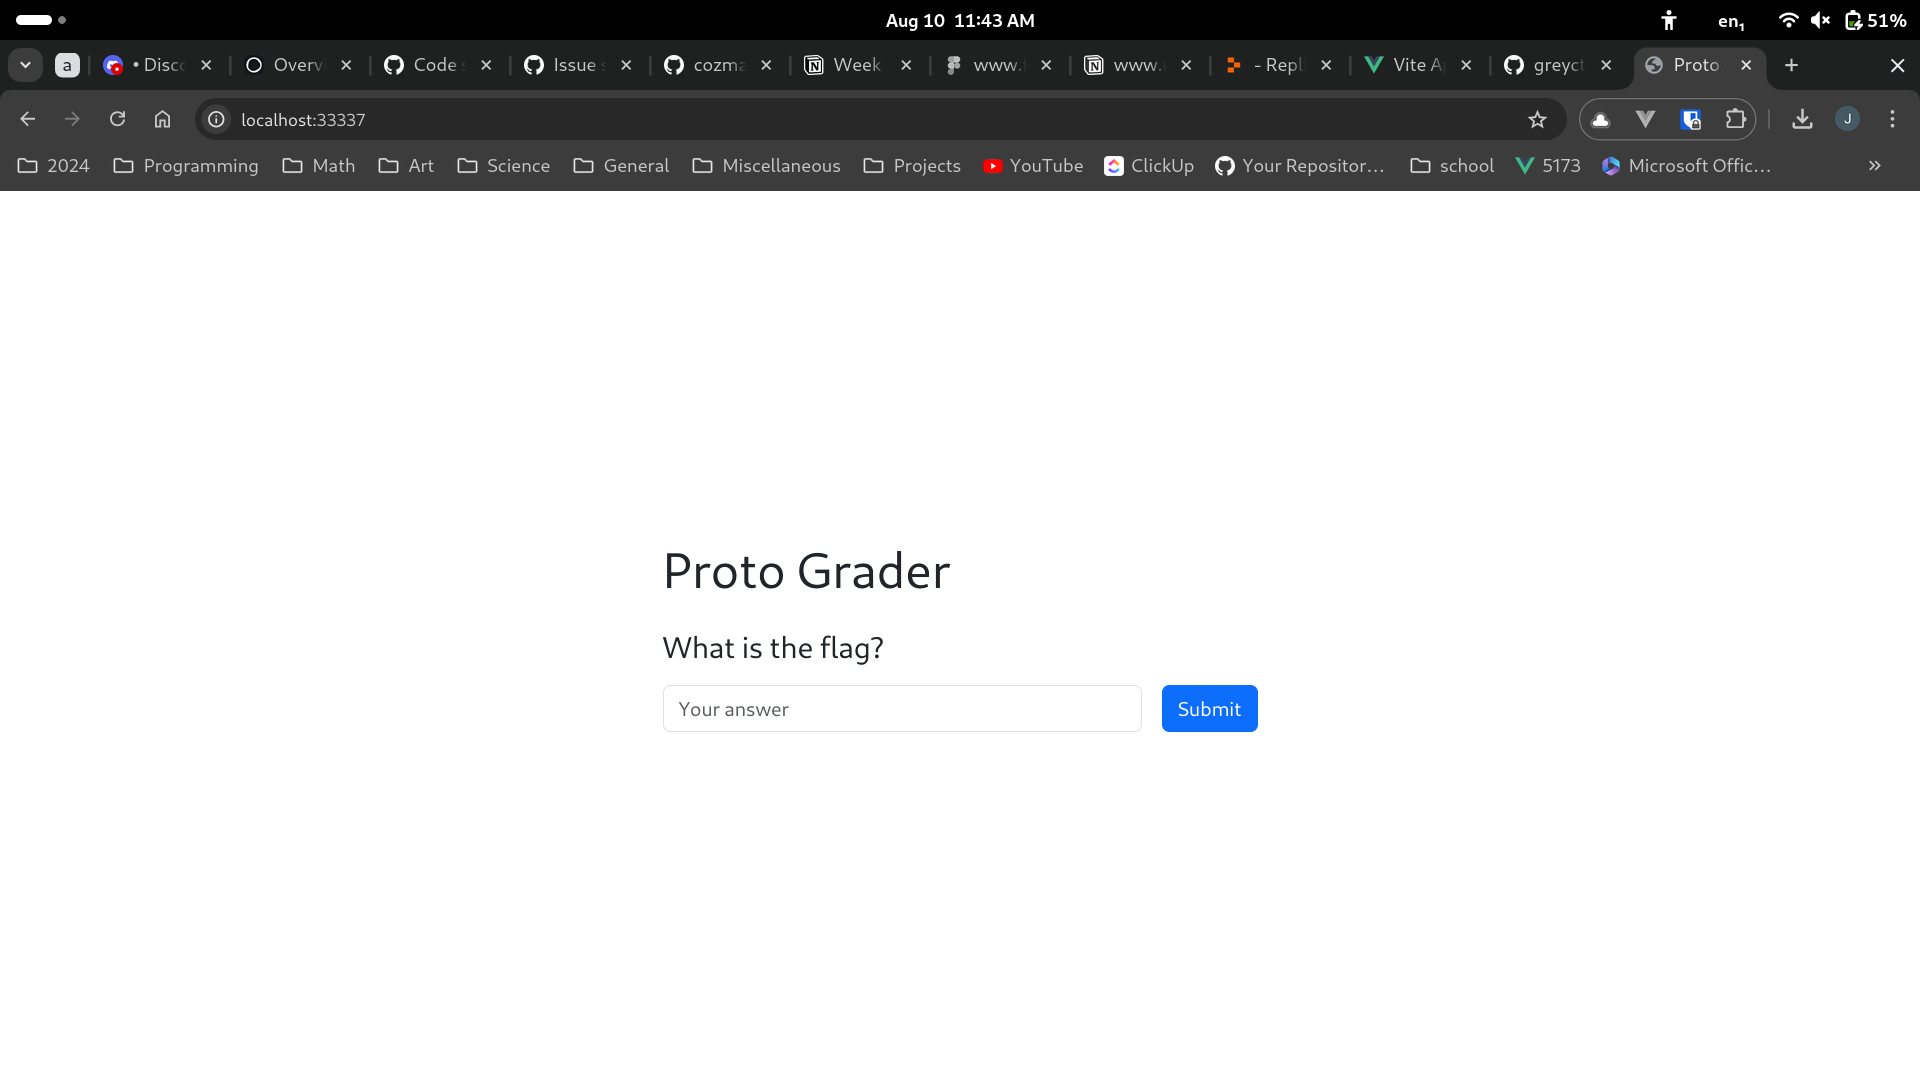 Aug 10 11:43 AM
en1
51%
a
• Disc
Overv
Code
Issue
cozma
Week
www.
www.
- Repl
Vite A
greyct
Proto
localhost:33337
J
2024
Programming
Math
Art
Science
General
Miscellaneous
Projects
YouTube
ClickUp
Your Repositor...
school
5173
Microsoft Offic...
Proto Grader
What is the flag?
Your answer
Submit